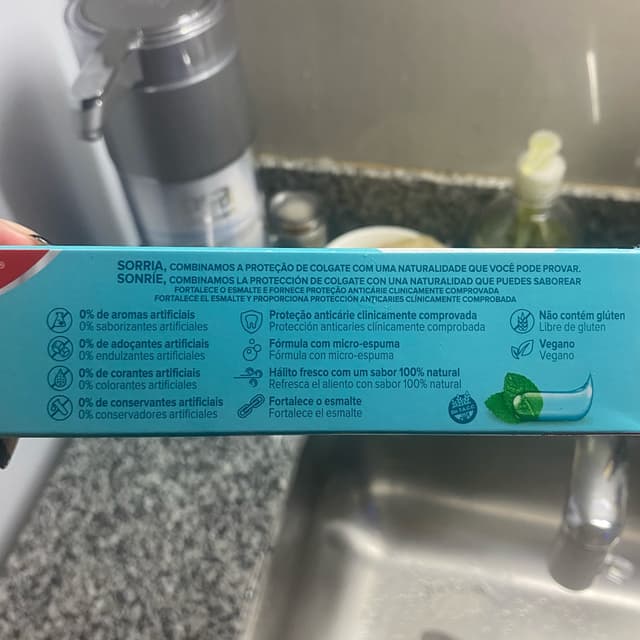 SORRIA, COMBINAMOS A PROTEÇÃO DE COLGATE COM UMA NATURALIDADE QUE VOCÊ PODE PROVAR.
SONRÍE, COMBINAMOS LA PROTECCIÓN DE COLGATE CON UNA NATURALIDAD QUE PUEDES SABOREAR
FORTALECE O ESMALTE E FORNECE PROTEÇÃO ANTICÁRIE CLINICAMENTE COMPROVADA
FORTALECE EL ESMALTE Y PROPORCIONA PROTECCIÓN ANTICARIES CLÍNICAMENTE COMPROBADA
0% de aromas artificiais
0% saborizantes artificiales
0% de adoçantes artificiais
0% endulzantes artificiales
0% de corantes artificiais
0% colorantes artificiales
0% de conservantes artificiais
0% conservadores artificiales
Proteção anticárie clinicamente comprovada
Protección anticaries clínicamente comprobada
Fórmula com micro-espuma
Fórmula con micro-espuma
Hálito fresco com um sabor 100% natural
Refresca el aliento con sabor 100% natural
Fortalece o esmalte
Fortalece el esmalte
Não contém glúten
Libre de gluten
Vegano
Vegano